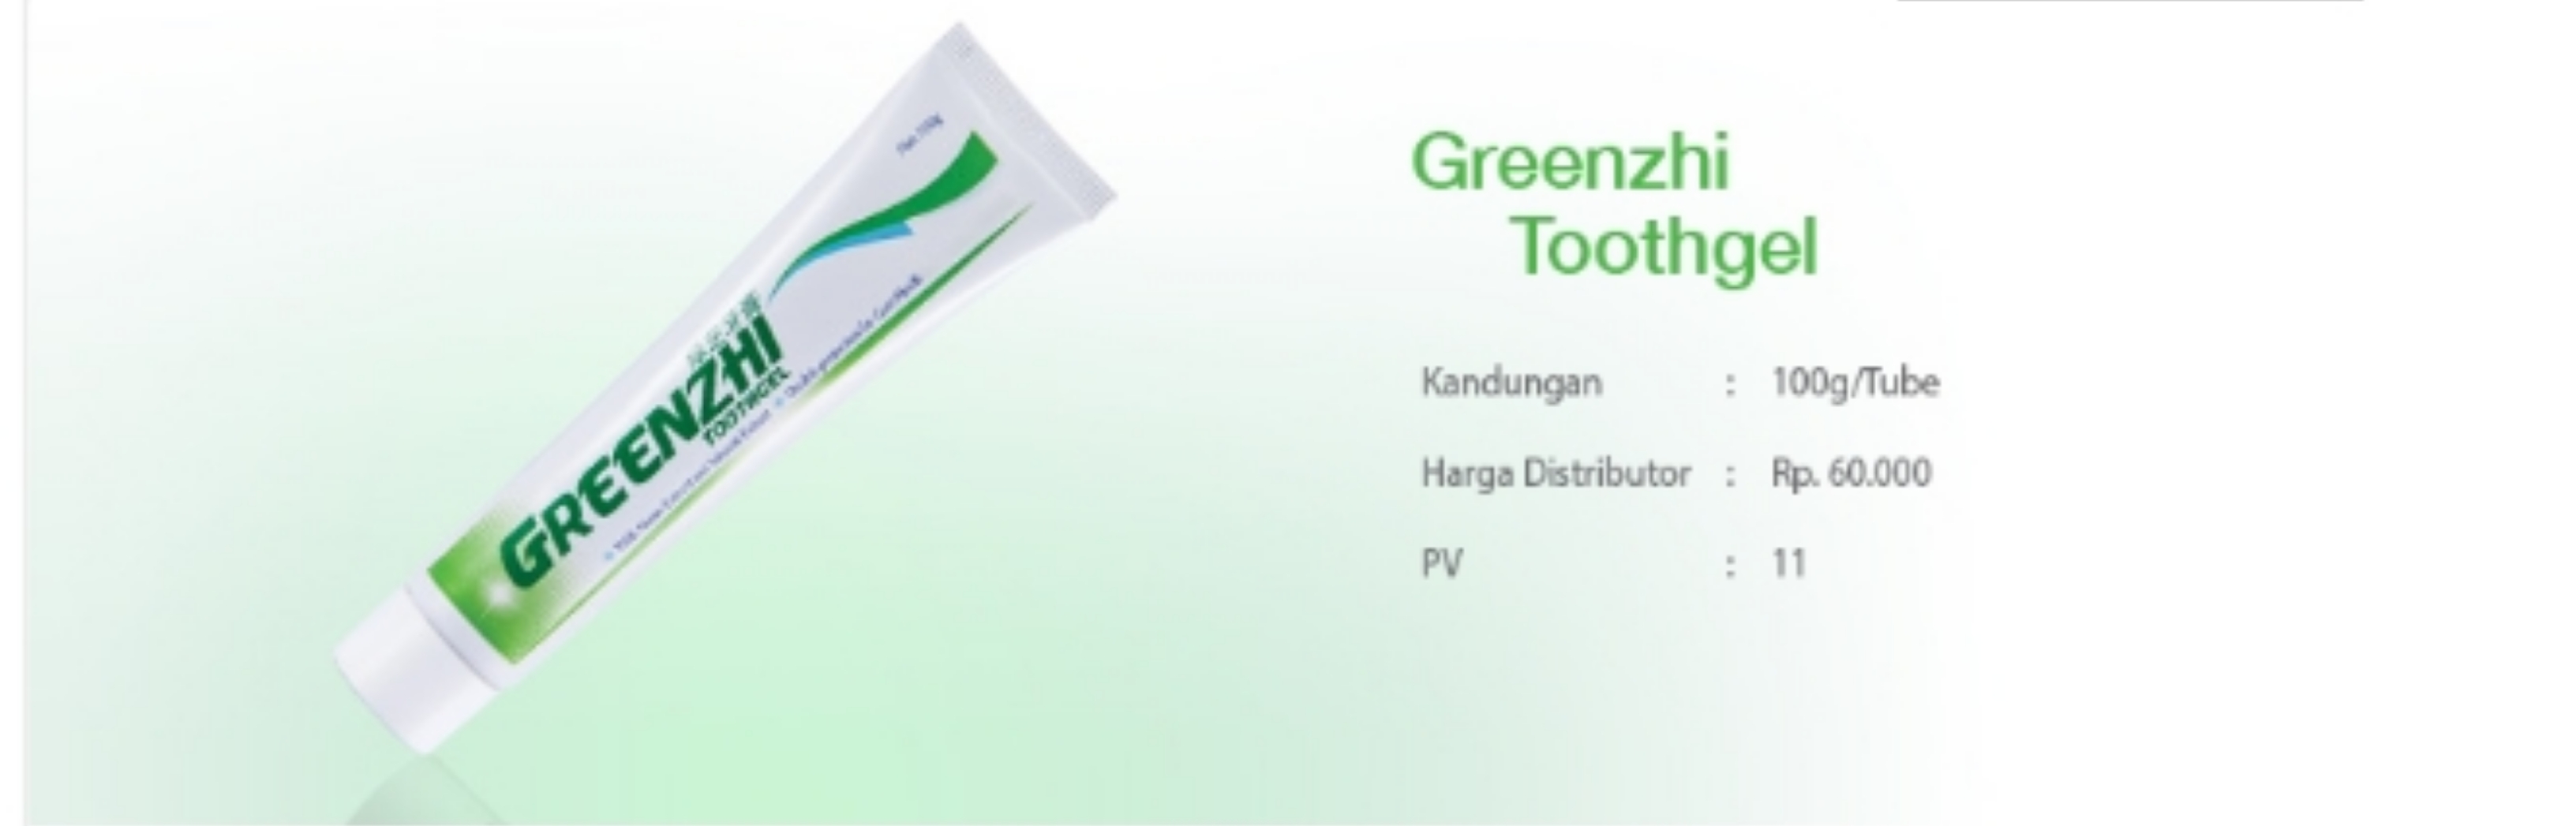 Greenzhi
Toothgel
Kandungan : 100g/Tube
Harga Distributor : Rp. 60.000
PV : 11
GREENZHI
TOOTHGEL